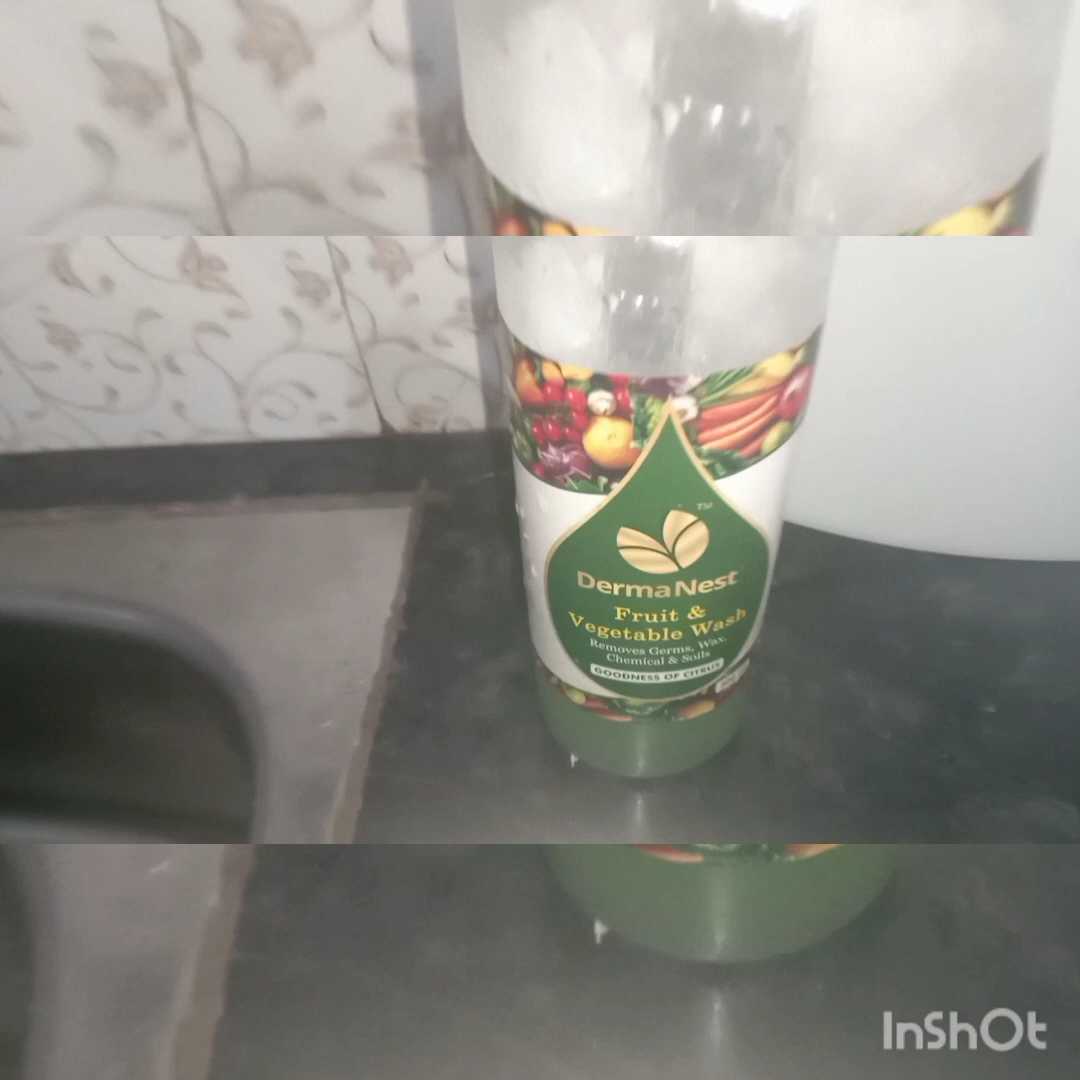 TM
DermaNest
Fruit &
Vegetable Wash
Removes Germs, Wax,
Chemical & Soils
GOODNESS OF CITRUS
InShOt